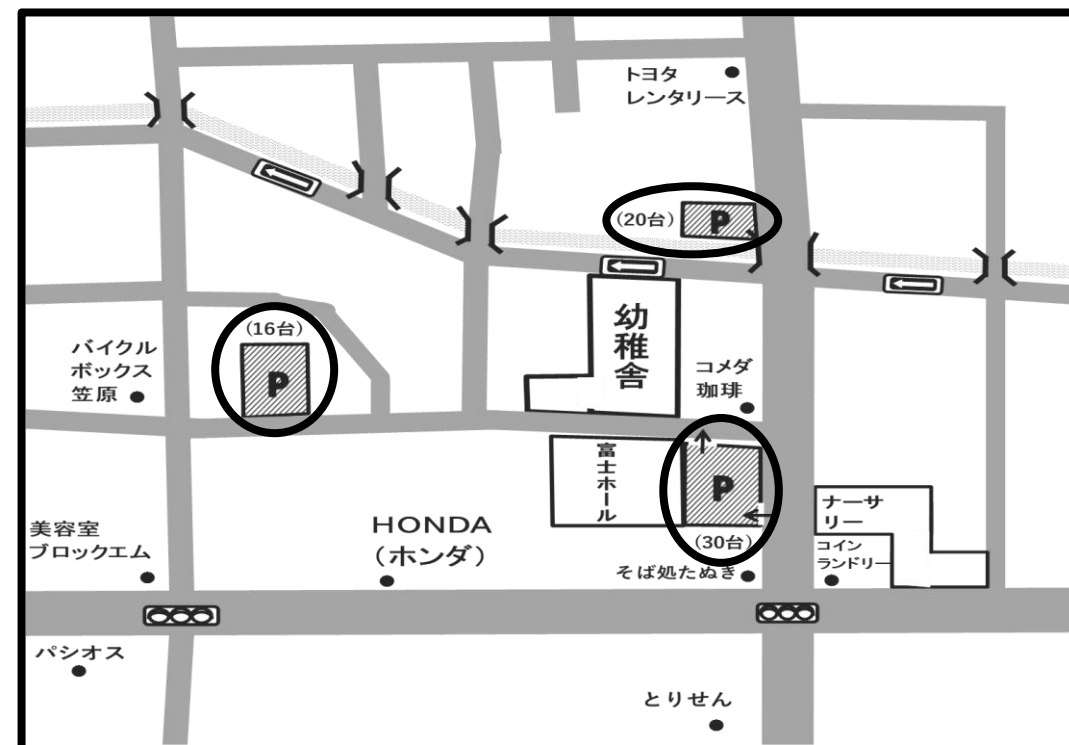 トヨタ
レンタリース
(20台)
P
幼稚舎
(16台)
P
バイクル
ボックス
笠原
コメダ
珈琲
富士ホール
P
(30台)
ナーサ
リー
美容室
ブロックエム
HONDA
(ホンダ)
そば処たぬき
コイン
ランドリー
パシオス
とりせん